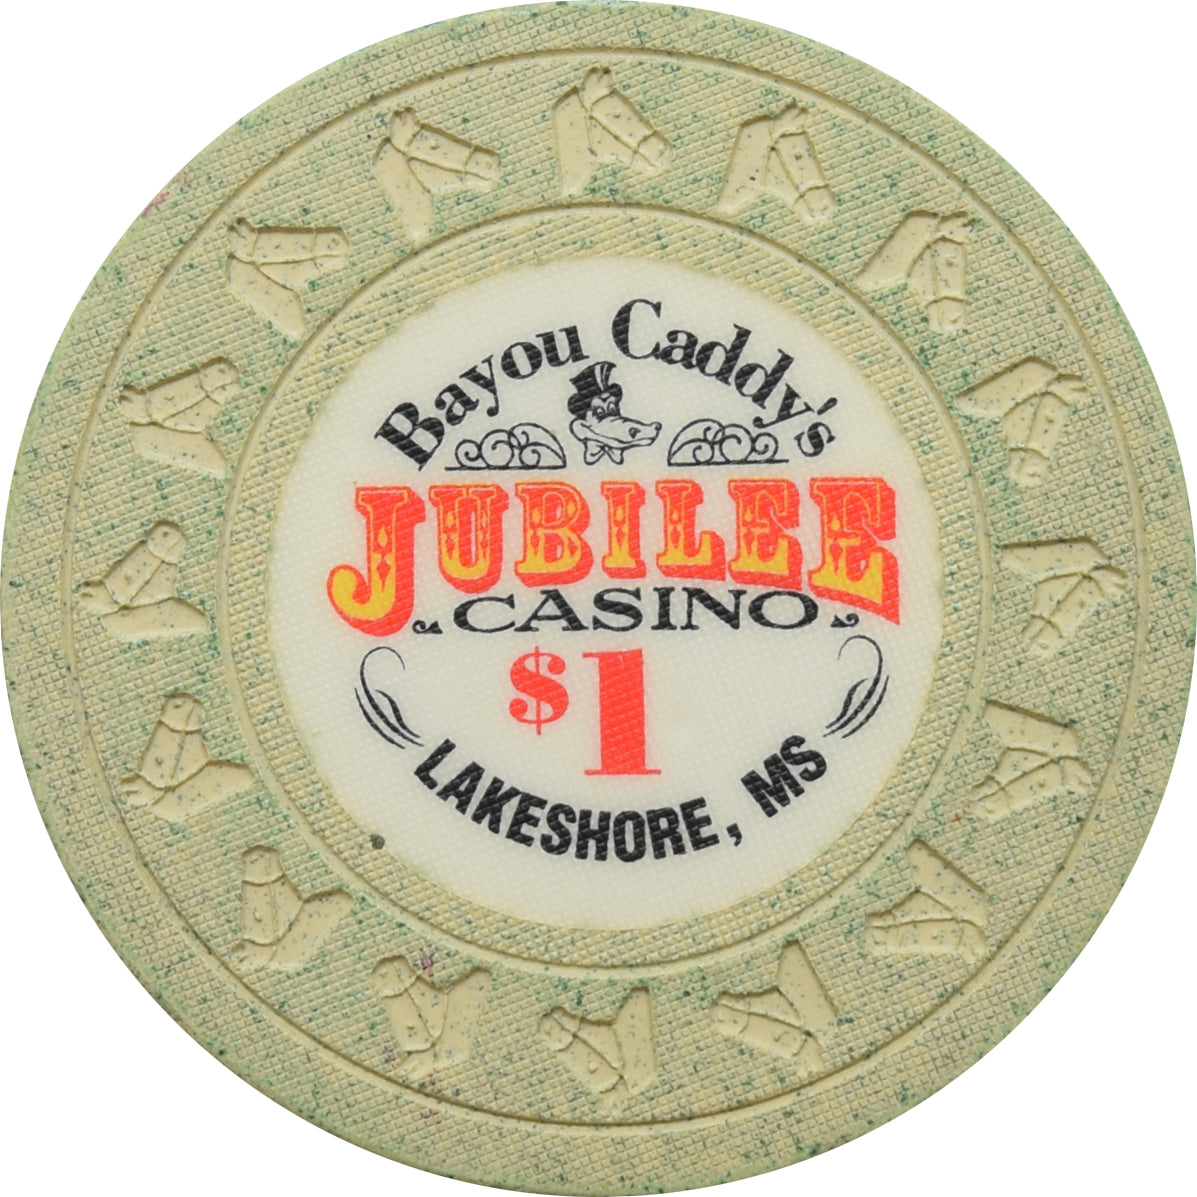 Bayou Caddy's
JUBILEE
CASINO
$1
LAKESHORE, MS